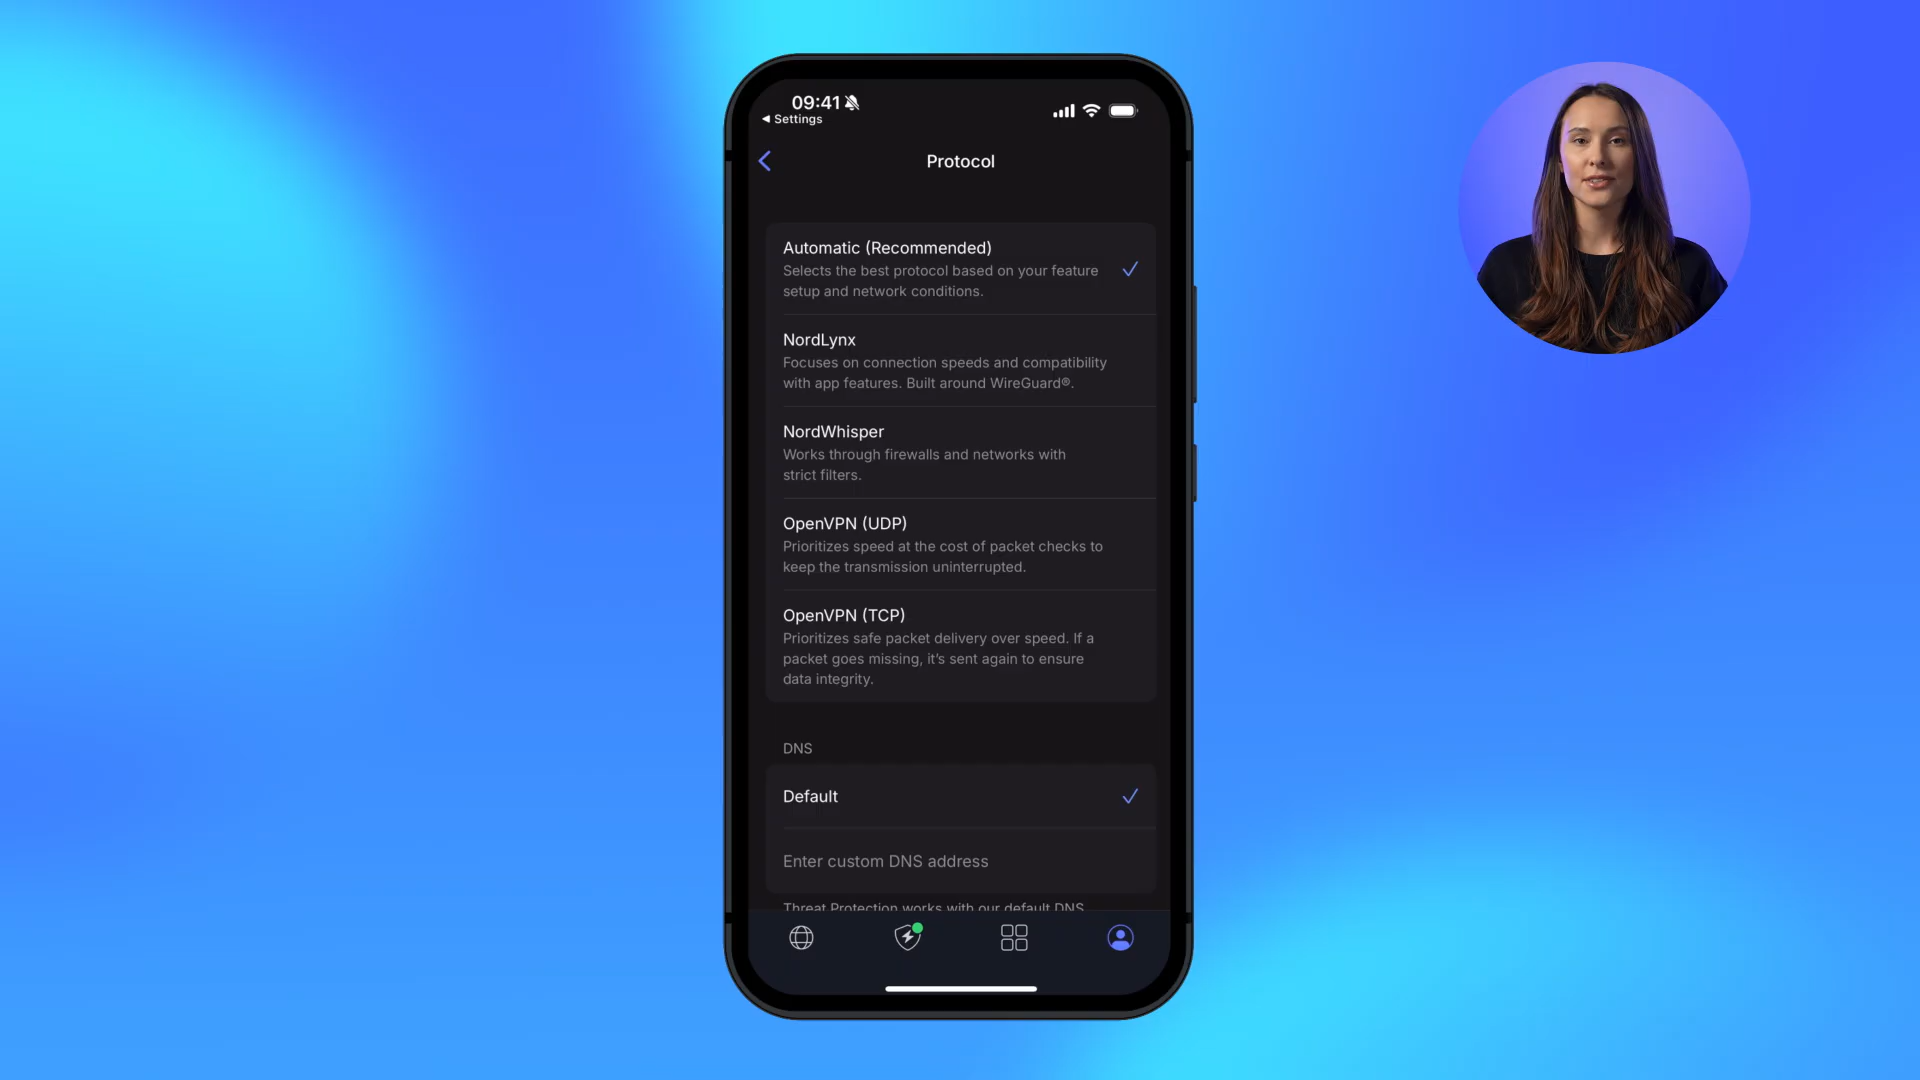 09:41
◀ Settings
Protocol
Automatic (Recommended)
Selects the best protocol based on your feature
setup and network conditions.
NordLynx
Focuses on connection speeds and compatibility
with app features. Built around WireGuard®.
NordWhisper
Works through firewalls and networks with
strict filters.
OpenVPN (UDP)
Prioritizes speed at the cost of packet checks to
keep the transmission uninterrupted.
OpenVPN (TCP)
Prioritizes safe packet delivery over speed. If a
packet goes missing, it's sent again to ensure
data integrity.
DNS
Default
Enter custom DNS address
Threat Protection works with our default DNS